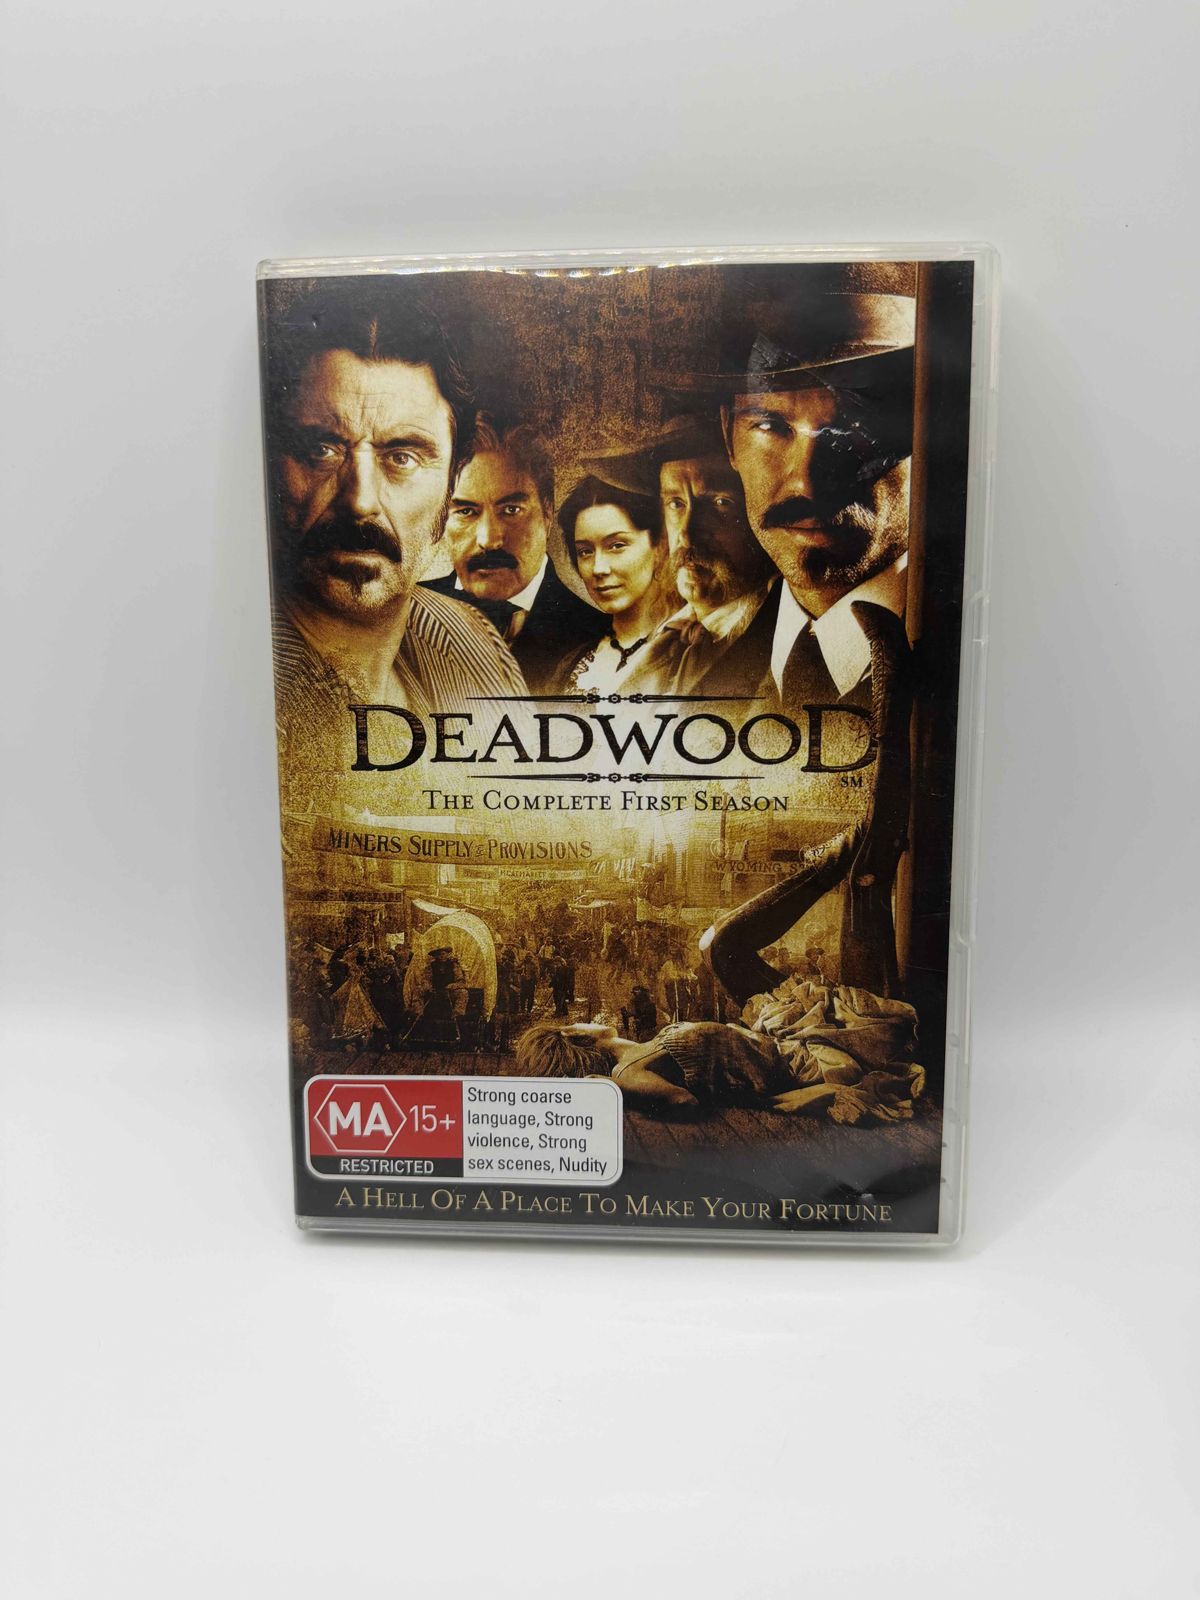 DEADWOOD
SM
THE COMPLETE FIRST SEASON
MINERS SUPPLY & PROVISIONS
WYOMING S
MA 15+
RESTRICTED
Strong coarse
language, Strong
violence, Strong
sex scenes, Nudity
A HELL OF A PLACE TO MAKE YOUR FORTUNE